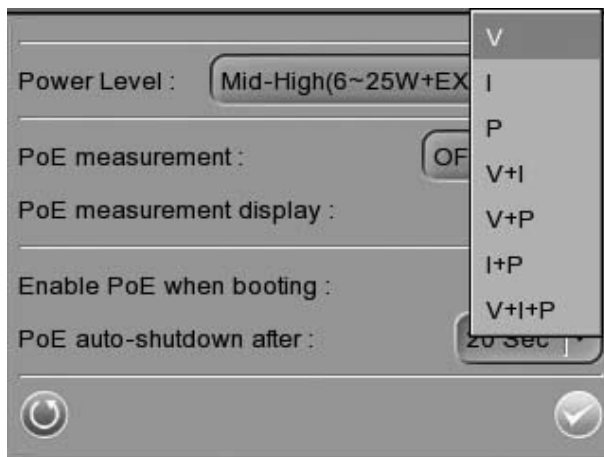 Power Level : Mid-High(6~25W+EX
PoE measurement : OF
PoE measurement display :
Enable PoE when booting :
PoE auto-shutdown after : 20 Sec
V
I
P
V+I
V+P
I+P
V+I+P